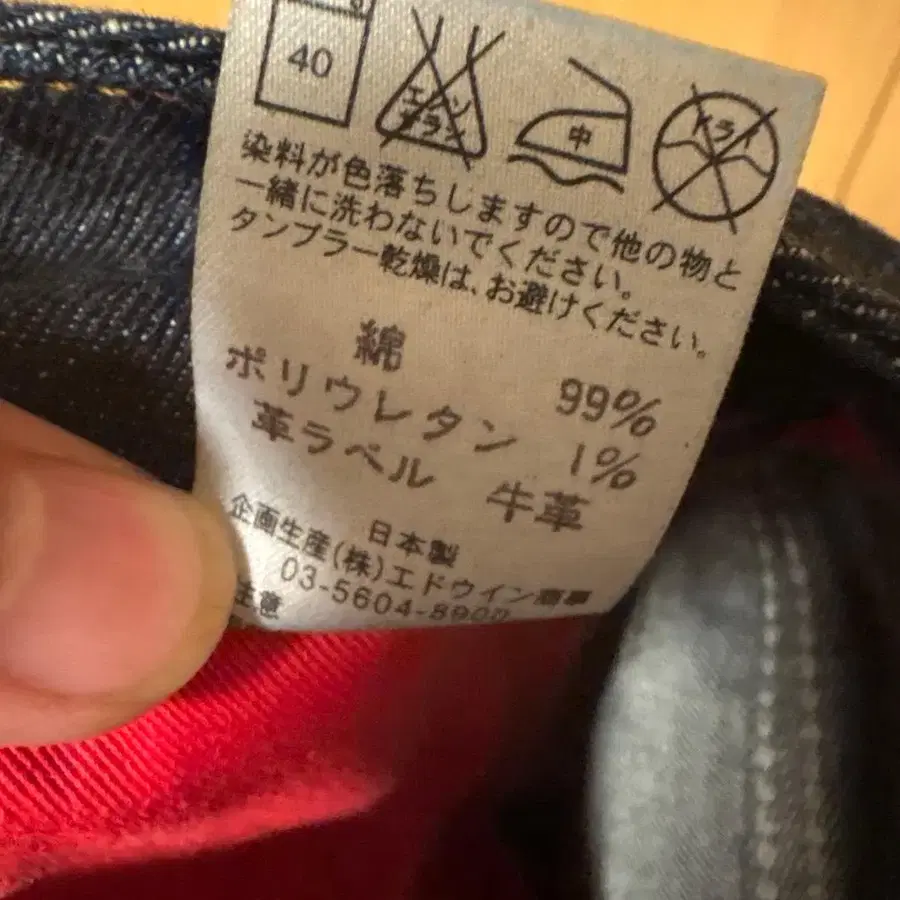 40
エンソ
サラシ
中
ドライ
染料が色落ちしますので他の物と
一緒に洗わないでください。
タンブラー乾燥は、お避けください。
綿 99%
ポリウレタン 1%
革ラベル 牛革
日本製
企画生産(株)エドウイン商事
03-5604-8900
注意